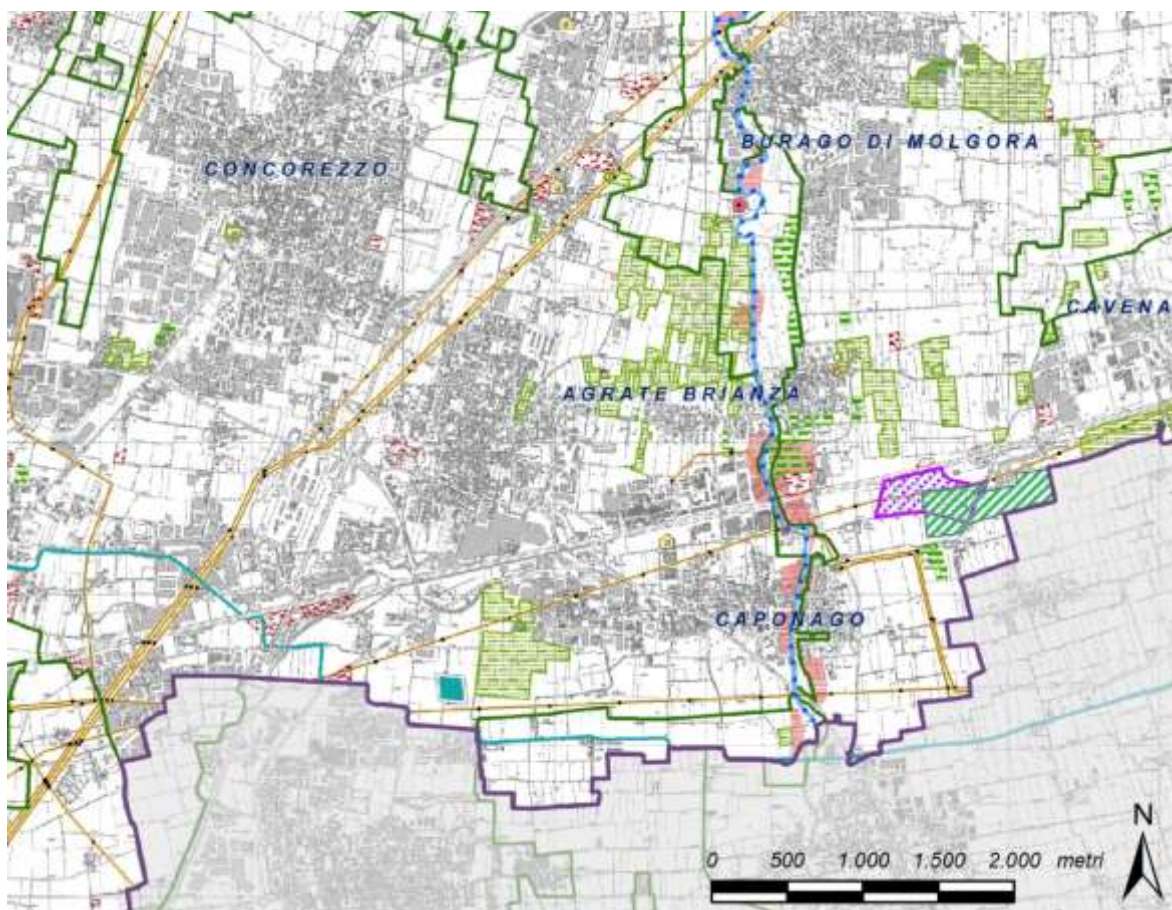 BURAGO DI MOLGORA
CONCOREZZO
CAVENA
AGRATE BRIANZA
CAPONAGO
N
0 500 1.000 1.500 2.000 metri